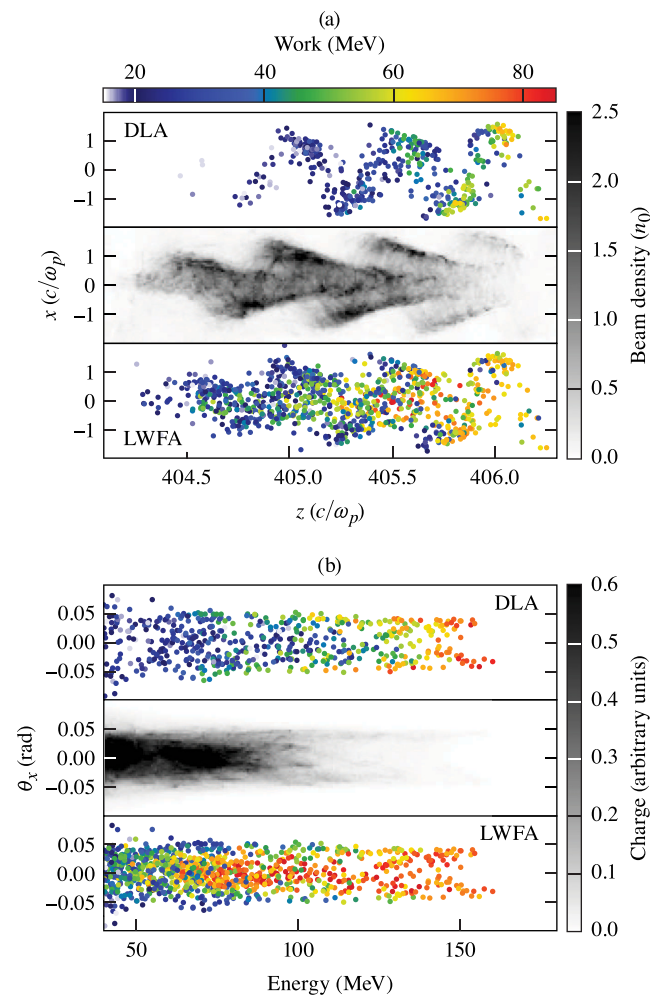 (a)
Work (MeV)
20 40 60 80
DLA
1
0
−1
1
0
−1
x (c/ωp)
LWFA
1
0
−1
404.5 405.0 405.5 406.0
z (c/ωp)
2.5
2.0
1.5
1.0
0.5
0.0
Beam density (n0)
(b)
DLA
0.05
0.00
−0.05
0.05
0.00
−0.05
θx (rad)
LWFA
0.05
0.00
−0.05
50 100 150
Energy (MeV)
0.6
0.5
0.4
0.3
0.2
0.1
0.0
Charge (arbitrary units)